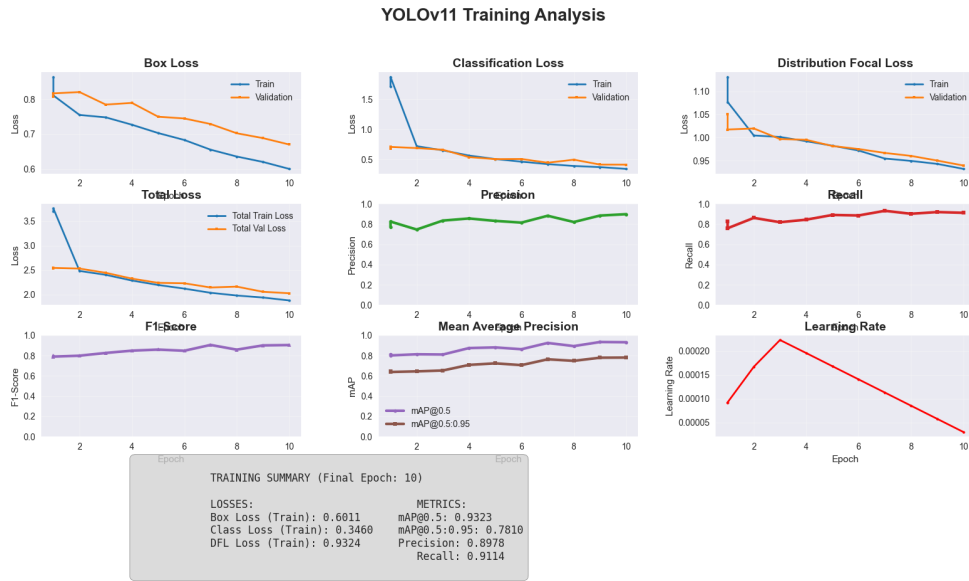 YOLOv11 Training Analysis
Box Loss
Loss
0.8
0.7
0.6
Train
Validation
2 4 6 8 10
Epoch
Classification Loss
Loss
1.5
1.0
0.5
Train
Validation
2 4 6 8 10
Epoch
Distribution Focal Loss
Loss
1.10
1.05
1.00
0.95
Train
Validation
2 4 6 8 10
Epoch
Total Loss
Loss
3.5
3.0
2.5
2.0
Total Train Loss
Total Val Loss
2 4 6 8 10
Precision
Precision
1.0
0.8
0.6
0.4
0.2
0.0
2 4 6 8 10
Epoch
Recall
Recall
1.0
0.8
0.6
0.4
0.2
0.0
2 4 6 8 10
Epoch
F1-Score
F1-Score
1.0
0.8
0.6
0.4
0.2
0.0
2 4 6 8 10
Epoch
Mean Average Precision
mAP
1.0
0.8
0.6
0.4
0.2
0.0
mAP@0.5
mAP@0.5:0.95
2 4 6 8 10
Epoch
Learning Rate
Learning Rate
0.00020
0.00015
0.00010
0.00005
2 4 6 8 10
Epoch
TRAINING SUMMARY (Final Epoch: 10)
LOSSES: METRICS:
Box Loss (Train): 0.6011 mAP@0.5: 0.9323
Class Loss (Train): 0.3460 mAP@0.5:0.95: 0.7810
DFL Loss (Train): 0.9324 Precision: 0.8978
Recall: 0.9114